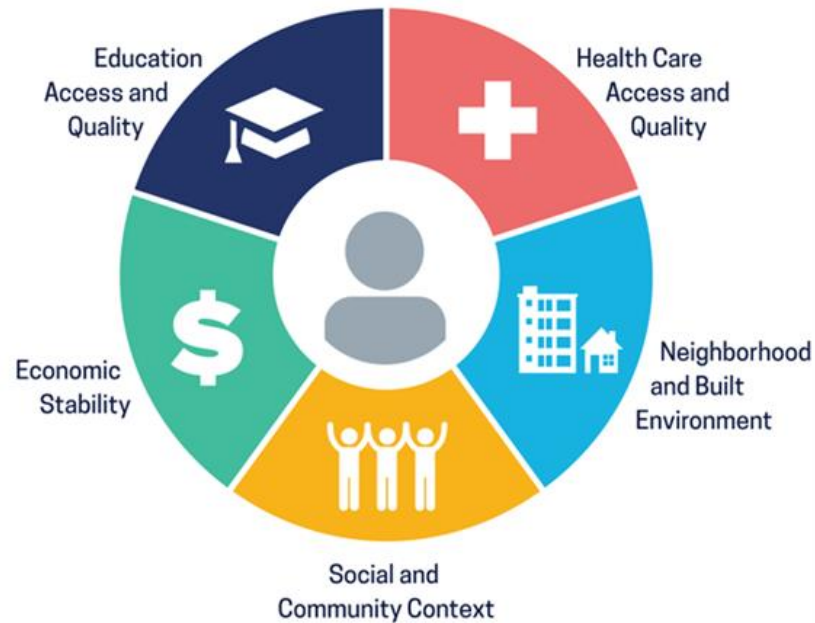 Education
Access and
Quality
Health Care
Access and
Quality
Economic
Stability
Neighborhood
and Built
Environment
Social and
Community Context